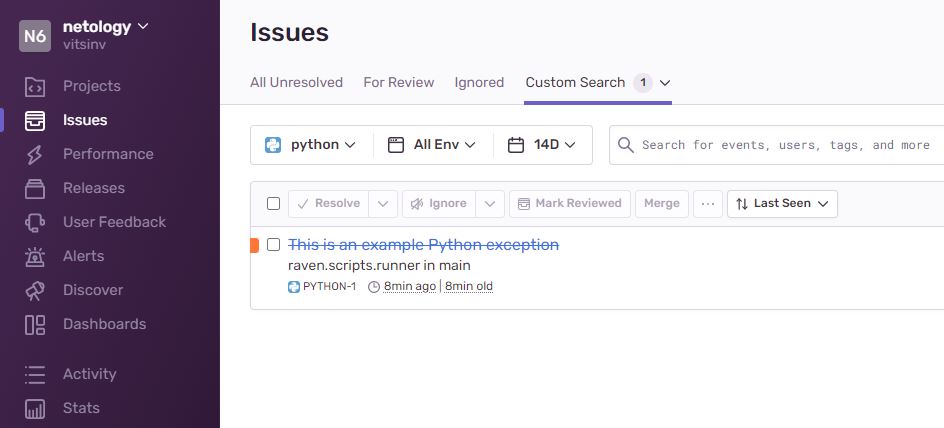 N6
netology
vitsinv
Projects
Issues
Performance
Releases
User Feedback
Alerts
Discover
Dashboards
Activity
Stats
Issues
All Unresolved For Review Ignored Custom Search 1
python All Env 14D Search for events, users, tags, and more
Resolve Ignore Mark Reviewed Merge ... Last Seen
This is an example Python exception
raven.scripts.runner in main
PYTHON-1 8min ago | 8min old